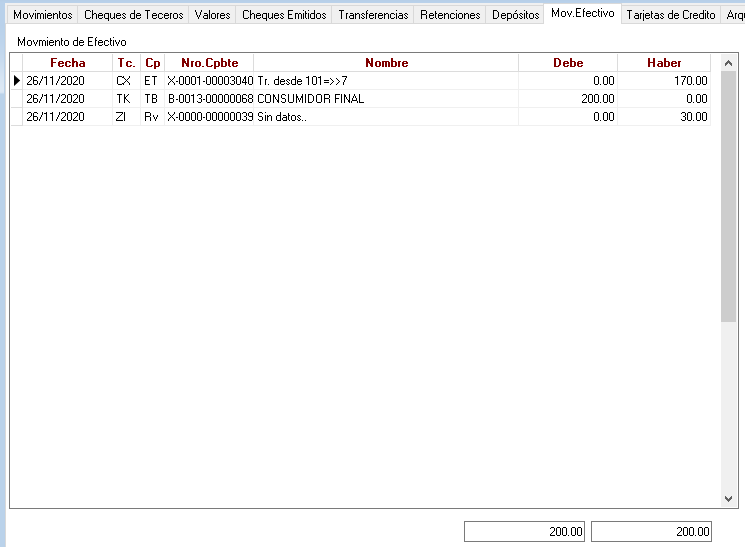 Movimientos Cheques de Teceros Valores Cheques Emitidos Transferencias Retenciones Depósitos Mov.Efectivo Tarjetas de Credito Arqu
Movmiento de Efectivo
Fecha Tc. Cp Nro.Cpbte Nombre Debe Haber
26/11/2020 CX ET X-0001-00003040 Tr. desde 101=>>7 0.00 170.00
26/11/2020 TK TB B-0013-00000068 CONSUMIDOR FINAL 200.00 0.00
26/11/2020 ZI Rv X-0000-00000039 Sin datos.. 0.00 30.00
200.00 200.00